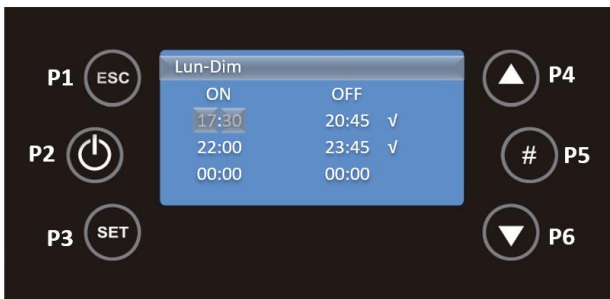 Lun-Dim
P1 ESC
ON OFF
P4
17:30 20:45 √
P2
22:00 23:45 √
# P5
00:00 00:00
P3 SET
P6